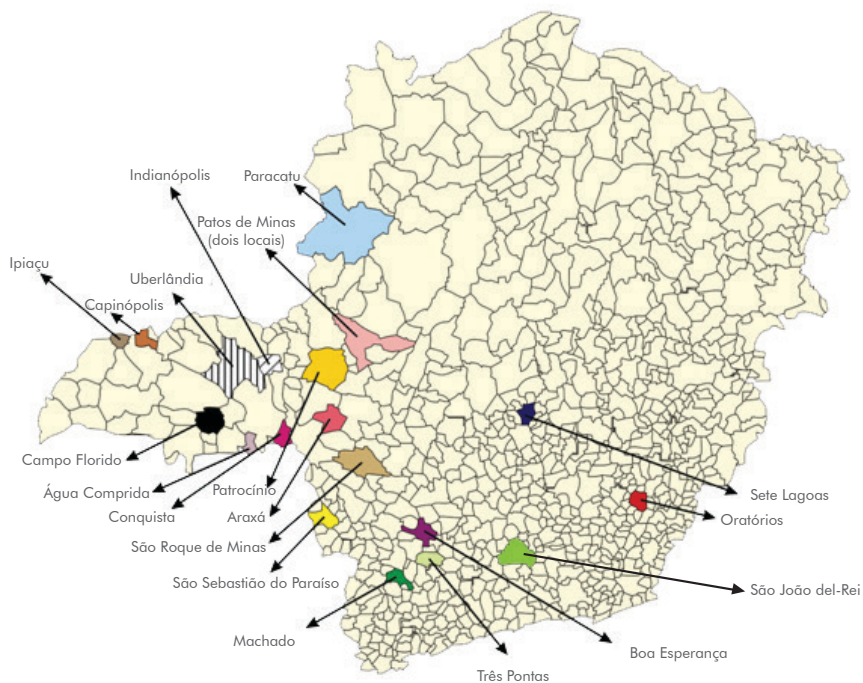 Indianópolis
Paracatu
Patos de Minas
(dois locais)
Ipiaçu
Uberlândia
Capinópolis
Campo Florido
Água Comprida
Conquista
Patrocínio
Araxá
São Roque de Minas
São Sebastião do Paraíso
Machado
Sete Lagoas
Oratórios
São João del-Rei
Boa Esperança
Três Pontas